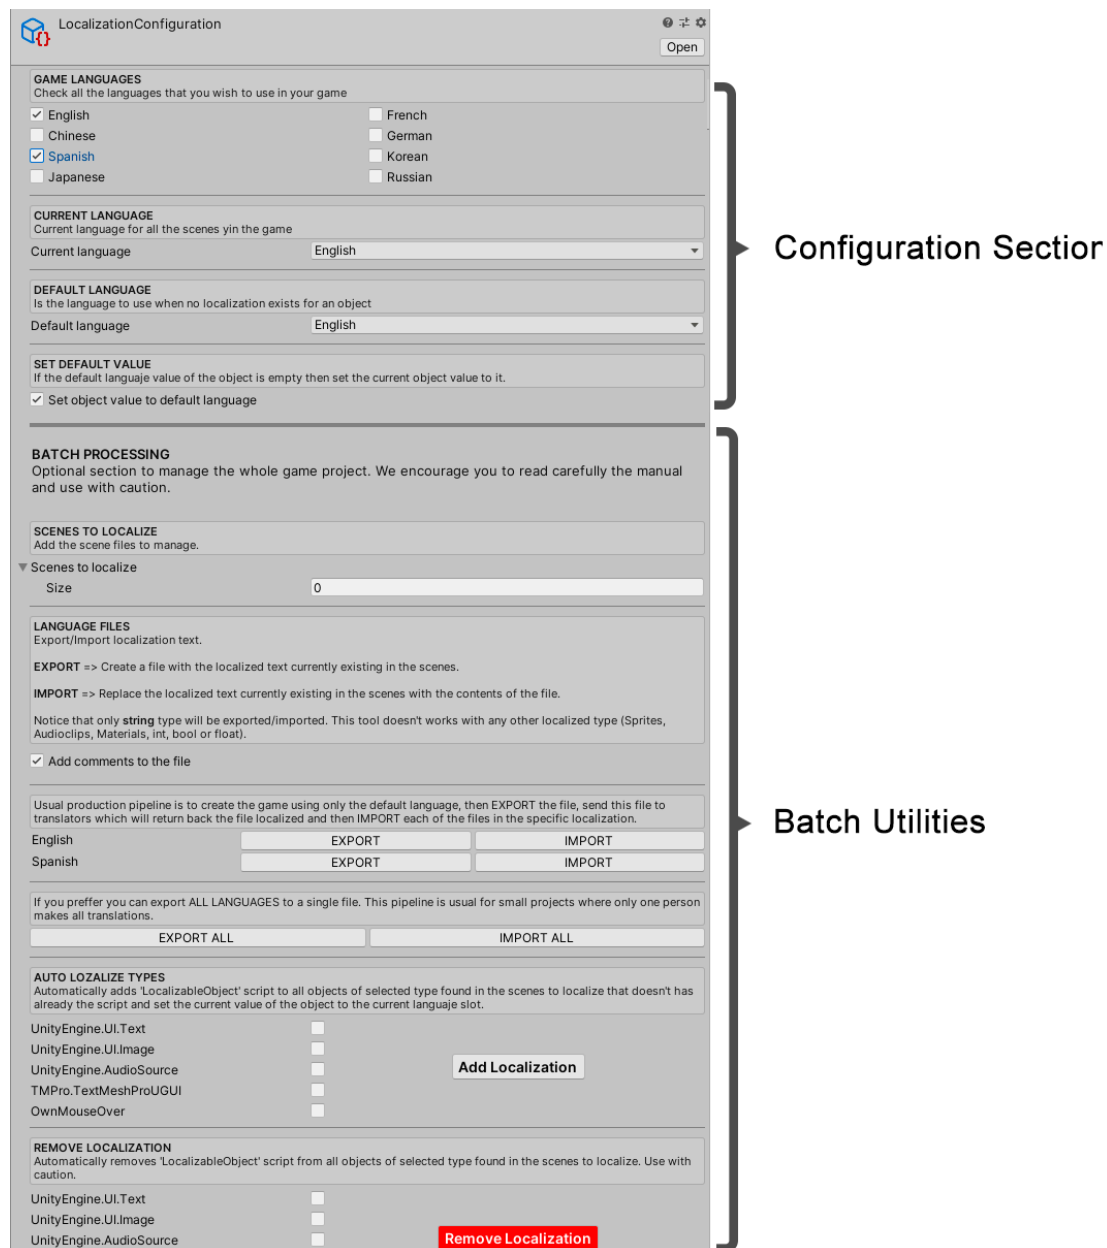 LocalizationConfiguration
Open
GAME LANGUAGES
Check all the languages that you wish to use in your game
English
French
Chinese
German
Spanish
Korean
Japanese
Russian
CURRENT LANGUAGE
Current language for all the scenes yin the game
Current language
English
DEFAULT LANGUAGE
Is the language to use when no localization exists for an object
Default language
English
SET DEFAULT VALUE
If the default languaje value of the object is empty then set the current object value to it.
Set object value to default language
Configuration Section
BATCH PROCESSING
Optional section to manage the whole game project. We encourage you to read carefully the manual
and use with caution.
SCENES TO LOCALIZE
Add the scene files to manage.
Scenes to localize
Size
0
LANGUAGE FILES
Export/Import localization text.
EXPORT => Create a file with the localized text currently existing in the scenes.
IMPORT => Replace the localized text currently existing in the scenes with the contents of the file.
Notice that only string type will be exported/imported. This tool doesn't works with any other localized type (Sprites,
Audioclips, Materials, int, bool or float).
Add comments to the file
Usual production pipeline is to create the game using only the default language, then EXPORT the file, send this file to
translators which will return back the file localized and then IMPORT each of the files in the specific localization.
English
EXPORT
IMPORT
Spanish
EXPORT
IMPORT
If you preffer you can export ALL LANGUAGES to a single file. This pipeline is usual for small projects where only one person
makes all translations.
EXPORT ALL
IMPORT ALL
AUTO LOZALIZE TYPES
Automatically adds 'LocalizableObject' script to all objects of selected type found in the scenes to localize that doesn't has
already the script and set the current value of the object to the current languaje slot.
UnityEngine.UI.Text
UnityEngine.UI.Image
UnityEngine.AudioSource
TMPro.TextMeshProUGUI
OwnMouseOver
Add Localization
REMOVE LOCALIZATION
Automatically removes 'LocalizableObject' script from all objects of selected type found in the scenes to localize. Use with
caution.
UnityEngine.UI.Text
UnityEngine.UI.Image
UnityEngine.AudioSource
Remove Localization
Batch Utilities